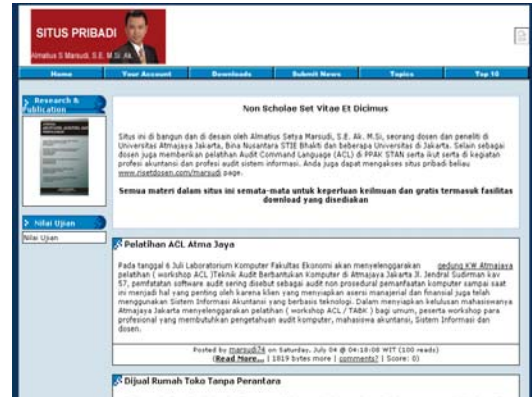 SITUS PRIBADI
Almatius S Marsudi, S.E. M.Si, Ak.
Home Your Account Downloads Submit News Topics Top 10
Research & Publication
Nilai Ujian
Nilai Ujian
Non Scholae Set Vitae Et Dicimus
Situs ini di bangun dan di desain oleh Almatius Setya Marsudi, S.E. Ak. M.Si, seorang dosen dan peneliti di
Universitas Atmajaya Jakarta, Bina Nusantara STIE Bhakti dan beberapa Universitas di Jakarta. Selain sebagai
dosen juga memberikan pelatihan Audit Command Language (ACL) di PPAK STAN serta ikut serta di kegiatan
profesi akuntansi dan profesi audit sistem informasi. Anda juga dapat mengakses situs pribadi beliau
www.risetdosen.com/marsudi page.
Semua materi dalam situs ini semata-mata untuk keperluan keilmuan dan gratis termasuk fasilitas
download yang disediakan
Pelatihan ACL Atma Jaya
Pada tanggal 6 Juli Laboratorium Komputer Fakultas Ekonomi akan menyelenggarakan gedung KW Atmajaya
pelatihan ( workshop ACL )Teknik Audit Berbantukan Komputer di Atmajaya Jakarta Jl. Jendral Sudirman kav
57, pemfatatan software audit sering disebut sebagai audit non prosedural pemanfaatan komputer sampai saat
ini menjadi hal yang penting oleh karena klien yang menyiapkan asersi manajerial dan finansial juga telah
menggunakan Sistem Informasi Akuntansi yang berbasis teknologi. Dalam menyiapkan kelulusan mahasiswanya
Atmajaya Jakarta menyelenggarakan pelatihan ( workshop ACL / TABK ) bagi umum, peserta workshop para
profesional yang membutuhkan pengetahuan audit komputer, mahasiswa akuntansi, Sistem Informasi dan
dosen.
Posted by marsudi74 on Saturday, July 04 @ 04:18:08 WIT (100 reads)
(Read More... | 1819 bytes more | comments? | Score: 0)
Dijual Rumah Toko Tanpa Perantara